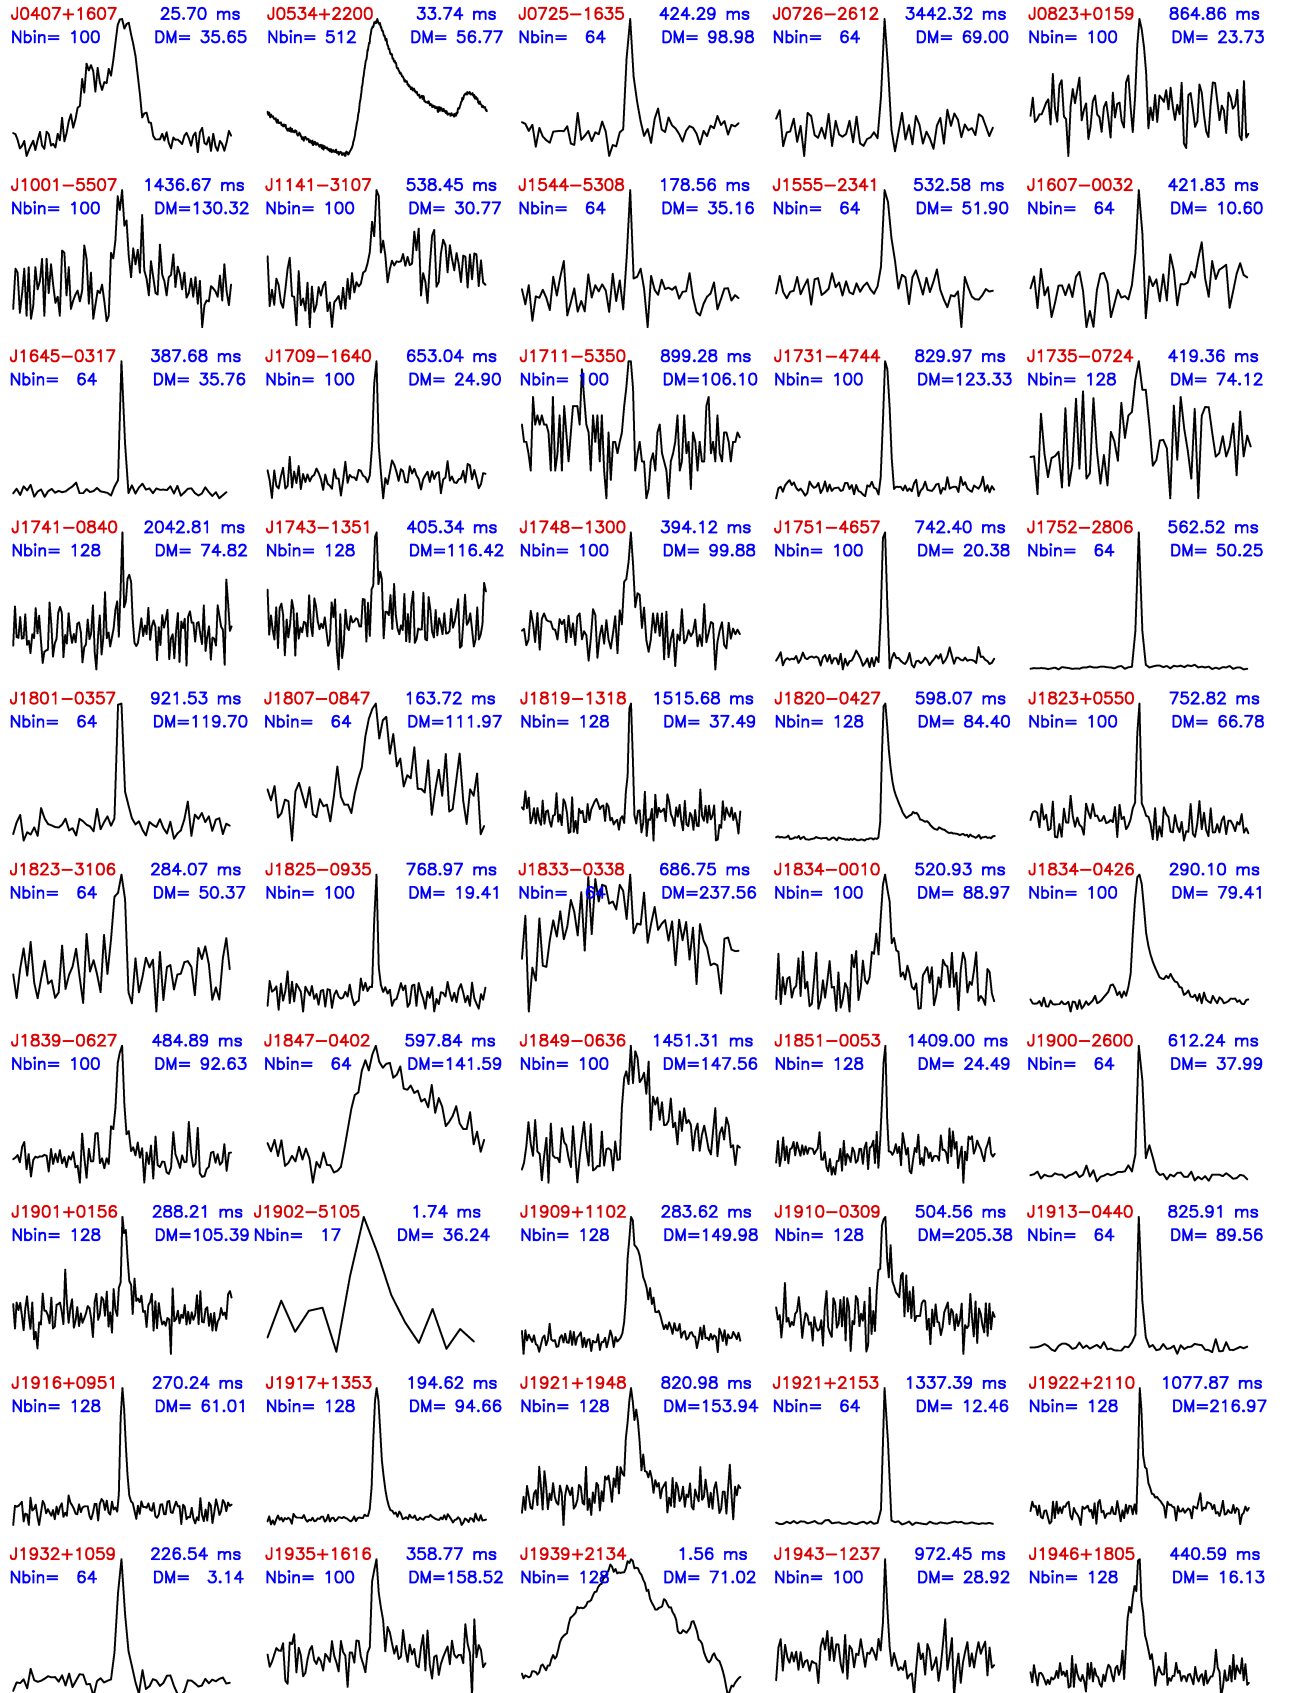 J0407+1607 25.70 ms J0534+2200 33.74 ms J0725−1635 424.29 ms J0726−2612 3442.32 ms J0823+0159 864.86 ms
Nbin= 100 DM= 35.65 Nbin= 512 DM= 56.77 Nbin= 64 DM= 98.98 Nbin= 64 DM= 69.00 Nbin= 100 DM= 23.73
J1001−5507 1436.67 ms J1141−3107 538.45 ms J1544−5308 178.56 ms J1555−2341 532.58 ms J1607−0032 421.83 ms
Nbin= 100 DM=130.32 Nbin= 100 DM= 30.77 Nbin= 64 DM= 35.16 Nbin= 64 DM= 51.90 Nbin= 64 DM= 10.60
J1645−0317 387.68 ms J1709−1640 653.04 ms J1711−5350 899.28 ms J1731−4744 829.97 ms J1735−0724 419.36 ms
Nbin= 64 DM= 35.76 Nbin= 100 DM= 24.90 Nbin= 100 DM=106.10 Nbin= 100 DM=123.33 Nbin= 128 DM= 74.12
J1741−0840 2042.81 ms J1743−1351 405.34 ms J1748−1300 394.12 ms J1751−4657 742.40 ms J1752−2806 562.52 ms
Nbin= 128 DM= 74.82 Nbin= 128 DM=116.42 Nbin= 100 DM= 99.88 Nbin= 100 DM= 20.38 Nbin= 64 DM= 50.25
J1801−0357 921.53 ms J1807−0847 163.72 ms J1819−1318 1515.68 ms J1820−0427 598.07 ms J1823+0550 752.82 ms
Nbin= 64 DM=119.70 Nbin= 64 DM=111.97 Nbin= 128 DM= 37.49 Nbin= 128 DM= 84.40 Nbin= 100 DM= 66.78
J1823−3106 284.07 ms J1825−0935 768.97 ms J1833−0338 686.75 ms J1834−0010 520.93 ms J1834−0426 290.10 ms
Nbin= 64 DM= 50.37 Nbin= 100 DM= 19.41 Nbin= 64 DM=237.56 Nbin= 100 DM= 88.97 Nbin= 100 DM= 79.41
J1839−0627 484.89 ms J1847−0402 597.84 ms J1849−0636 1451.31 ms J1851−0053 1409.00 ms J1900−2600 612.24 ms
Nbin= 100 DM= 92.63 Nbin= 64 DM=141.59 Nbin= 100 DM=147.56 Nbin= 128 DM= 24.49 Nbin= 64 DM= 37.99
J1901+0156 288.21 ms J1902−5105 1.74 ms J1909+1102 283.62 ms J1910−0309 504.56 ms J1913−0440 825.91 ms
Nbin= 128 DM=105.39 Nbin= 17 DM= 36.24 Nbin= 128 DM=149.98 Nbin= 128 DM=205.38 Nbin= 64 DM= 89.56
J1916+0951 270.24 ms J1917+1353 194.62 ms J1921+1948 820.98 ms J1921+2153 1337.39 ms J1922+2110 1077.87 ms
Nbin= 128 DM= 61.01 Nbin= 128 DM= 94.66 Nbin= 128 DM=153.94 Nbin= 64 DM= 12.46 Nbin= 128 DM=216.97
J1932+1059 226.54 ms J1935+1616 358.77 ms J1939+2134 1.56 ms J1943−1237 972.45 ms J1946+1805 440.59 ms
Nbin= 64 DM= 3.14 Nbin= 100 DM=158.52 Nbin= 128 DM= 71.02 Nbin= 100 DM= 28.92 Nbin= 128 DM= 16.13